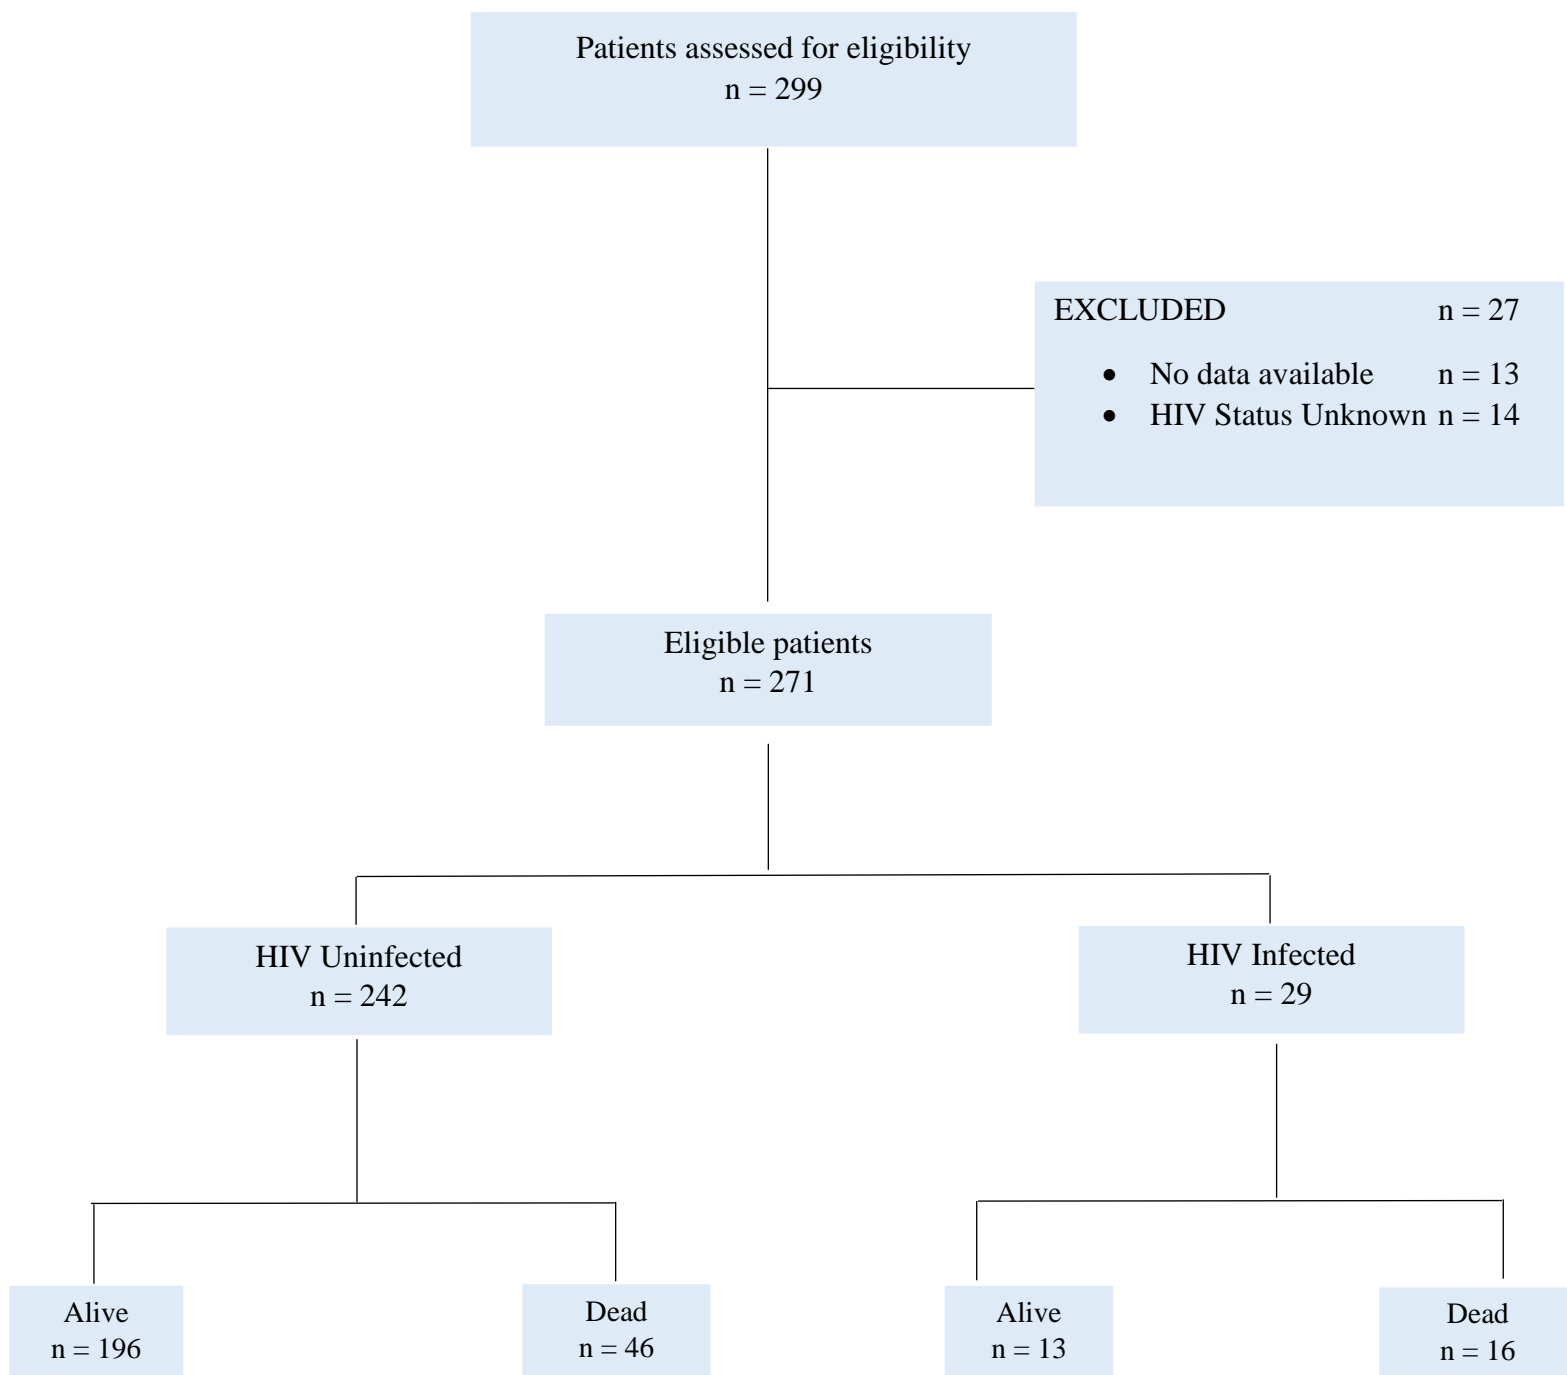 Patients assessed for eligibility
n = 299
EXCLUDED n = 27
• No data available n = 13
• HIV Status Unknown n = 14
Eligible patients
n = 271
HIV Uninfected
n = 242
HIV Infected
n = 29
Alive
n = 196
Dead
n = 46
Alive
n = 13
Dead
n = 16